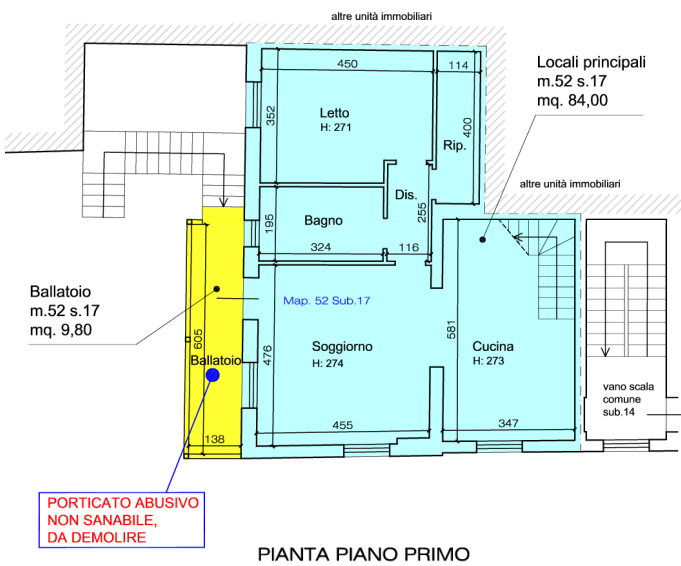 altre unità immobiliari
Locali principali
m.52 s.17
mq. 84,00
450
114
352
Letto
H: 271
400
Rip.
altre unità immobiliari
Dis.
255
195
Bagno
324
116
Ballatoio
m.52 s.17
mq. 9,80
Map. 52 Sub.17
605
476
Soggiorno
H: 274
581
Cucina
H: 273
Ballatoio
vano scala
comune
sub.14
455
347
138
PORTICATO ABUSIVO
NON SANABILE,
DA DEMOLIRE
PIANTA PIANO PRIMO